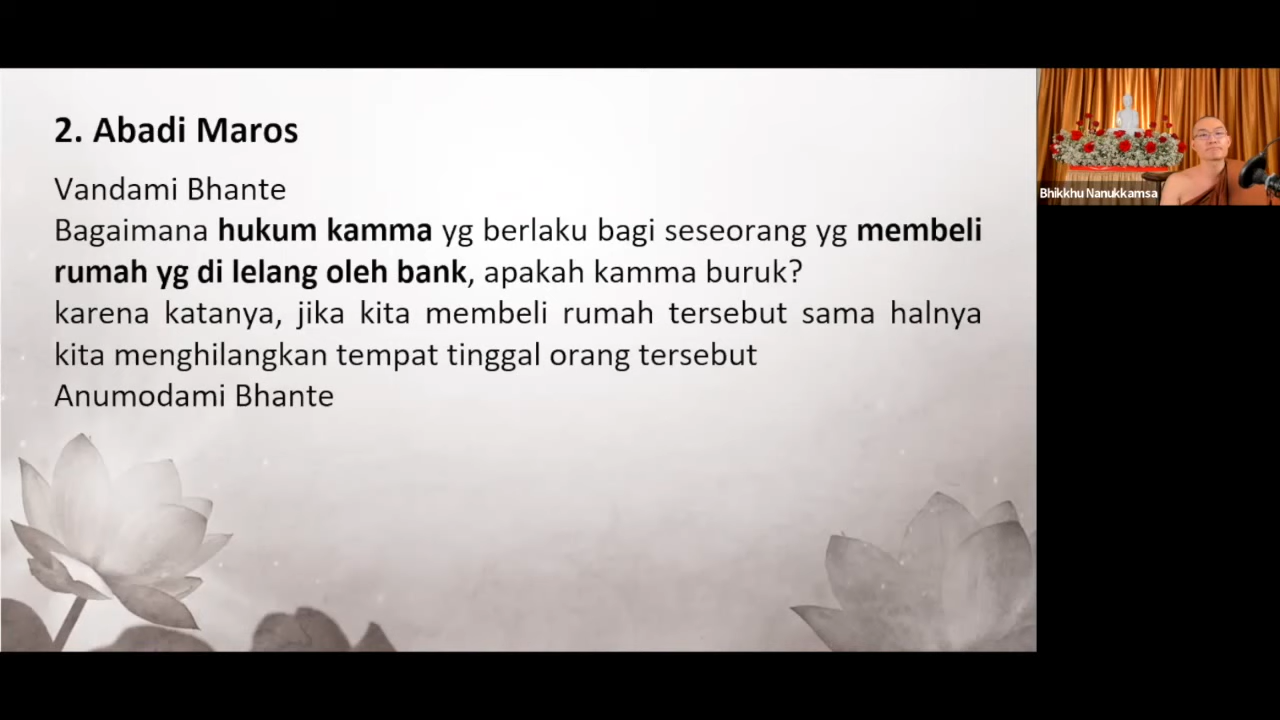 2. Abadi Maros
Vandami Bhante
Bagaimana hukum kamma yg berlaku bagi seseorang yg membeli
rumah yg di lelang oleh bank, apakah kamma buruk?
karena katanya, jika kita membeli rumah tersebut sama halnya
kita menghilangkan tempat tinggal orang tersebut
Anumodami Bhante
Bhikkhu Nanukkamsa